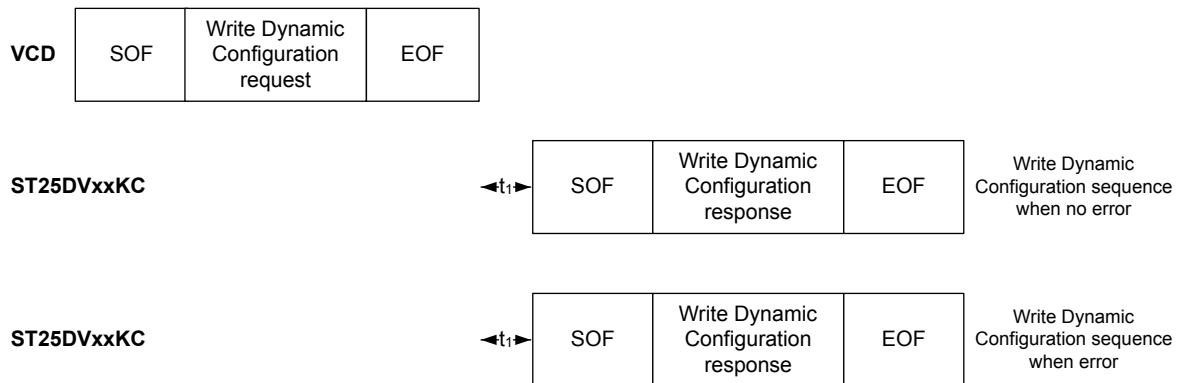 VCD
SOF
Write Dynamic
Configuration
request
EOF
ST25DVxxKC
t1
SOF
Write Dynamic
Configuration
response
EOF
Write Dynamic
Configuration sequence
when no error
ST25DVxxKC
t1
SOF
Write Dynamic
Configuration
response
EOF
Write Dynamic
Configuration sequence
when error